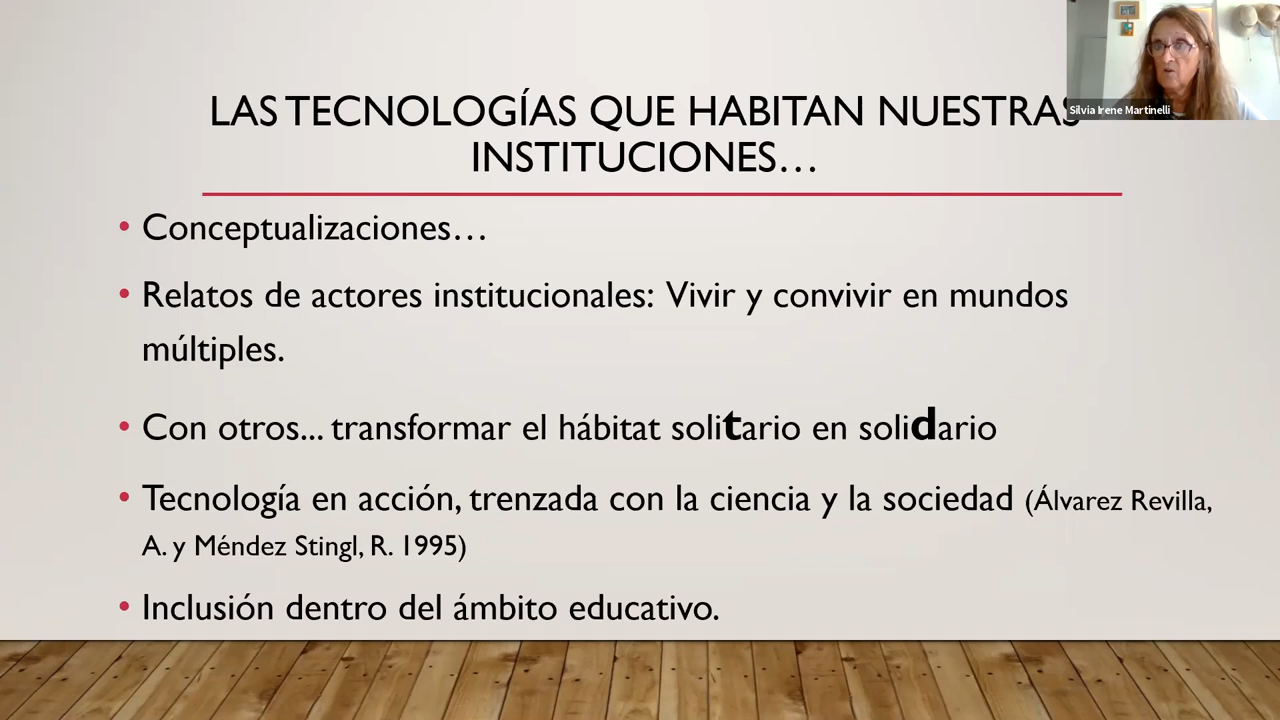 Silvia Irene Martinelli
LAS TECNOLOGÍAS QUE HABITAN NUESTRAS
INSTITUCIONES…
• Conceptualizaciones…
• Relatos de actores institucionales: Vivir y convivir en mundos
múltiples.
• Con otros... transformar el hábitat solitario en solidario
• Tecnología en acción, trenzada con la ciencia y la sociedad (Álvarez Revilla,
A. y Méndez Stingl, R. 1995)
• Inclusión dentro del ámbito educativo.